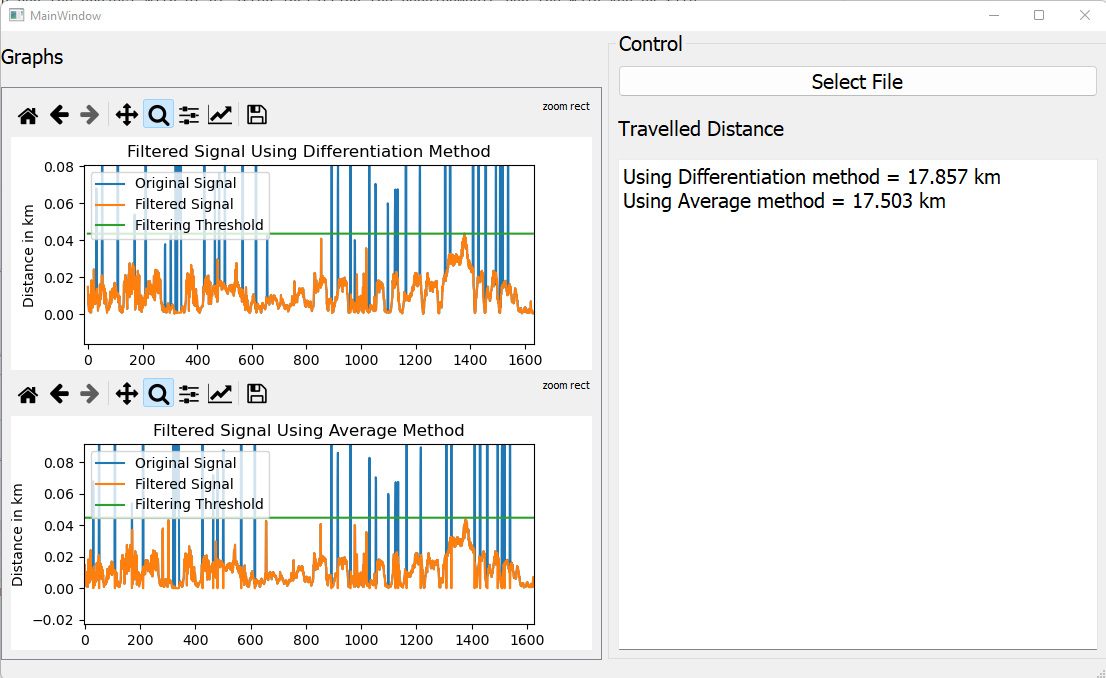 MainWindow
Graphs
zoom rect
Filtered Signal Using Differentiation Method
Original Signal
Filtered Signal
Filtering Threshold
Distance in km
0.08
0.06
0.04
0.02
0.00
0 200 400 600 800 1000 1200 1400 1600
zoom rect
Filtered Signal Using Average Method
Original Signal
Filtered Signal
Filtering Threshold
Distance in km
0.08
0.06
0.04
0.02
0.00
−0.02
0 200 400 600 800 1000 1200 1400 1600
Control
Select File
Travelled Distance
Using Differentiation method = 17.857 km
Using Average method = 17.503 km